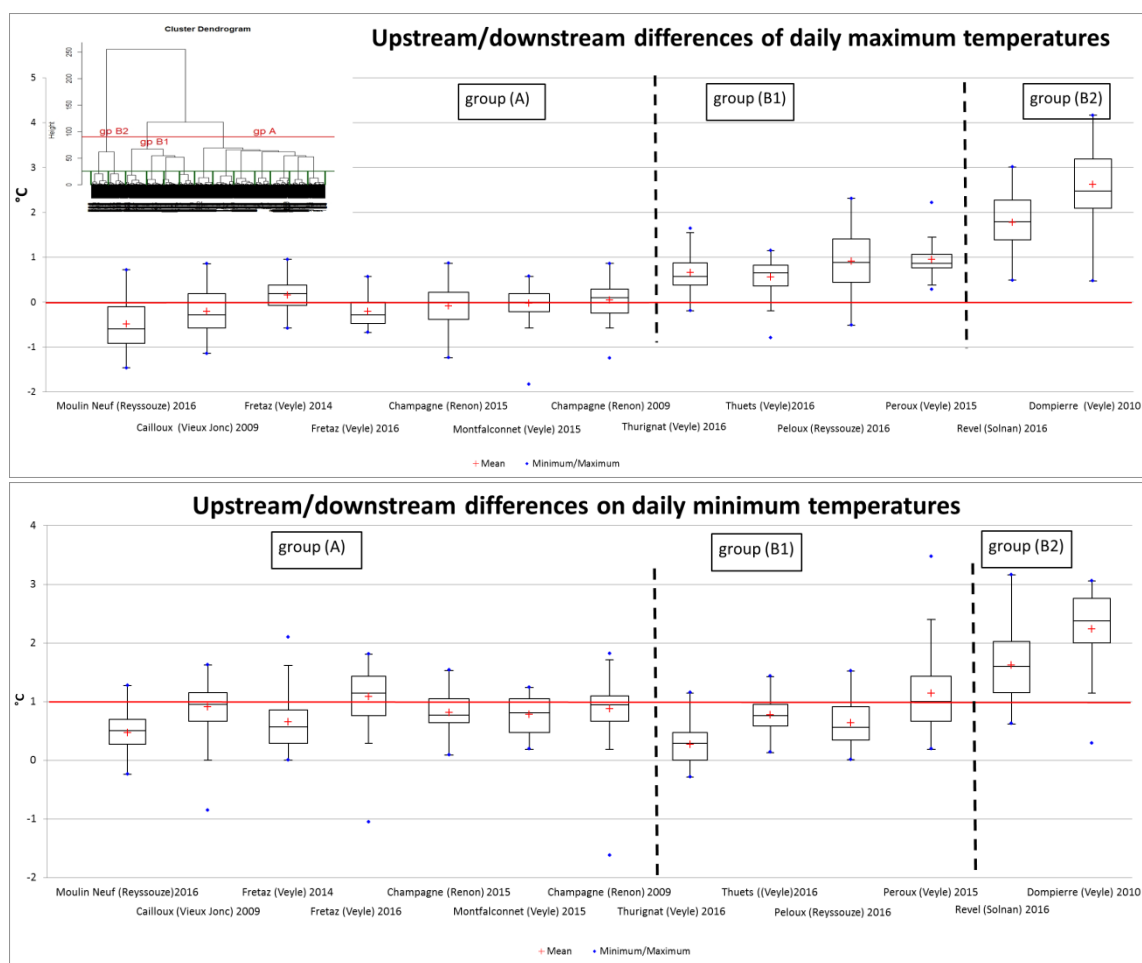 Cluster Dendrogram
Height
0
50
100
150
200
250
gp B2
gp B1
gp A
Upstream/downstream differences of daily maximum temperatures
group (A)
group (B1)
group (B2)
°C
5
4
3
2
1
0
-1
-2
Moulin Neuf (Reyssouze) 2016
Cailloux (Vieux Jonc) 2009
Fretaz (Veyle) 2014
Fretaz (Veyle) 2016
Champagne (Renon) 2015
Montfalconnet (Veyle) 2015
Champagne (Renon) 2009
Thurignat (Veyle) 2016
Thuets (Veyle)2016
Peloux (Reyssouze) 2016
Peroux (Veyle) 2015
Revel (Solnan) 2016
Dompierre (Veyle) 2010
Mean
Minimum/Maximum
Upstream/downstream differences on daily minimum temperatures
group (A)
group (B1)
group (B2)
°C
4
3
2
1
0
-1
-2
Moulin Neuf (Reyssouze)2016
Cailloux (Vieux Jonc) 2009
Fretaz (Veyle) 2014
Fretaz (Veyle) 2016
Champagne (Renon) 2015
Montfalconnet (Veyle) 2015
Champagne (Renon) 2009
Thurignat (Veyle) 2016
Thuets ((Veyle)2016
Peloux (Reyssouze) 2016
Peroux (Veyle) 2015
Revel (Solnan) 2016
Dompierre (Veyle) 2010
Mean
Minimum/Maximum